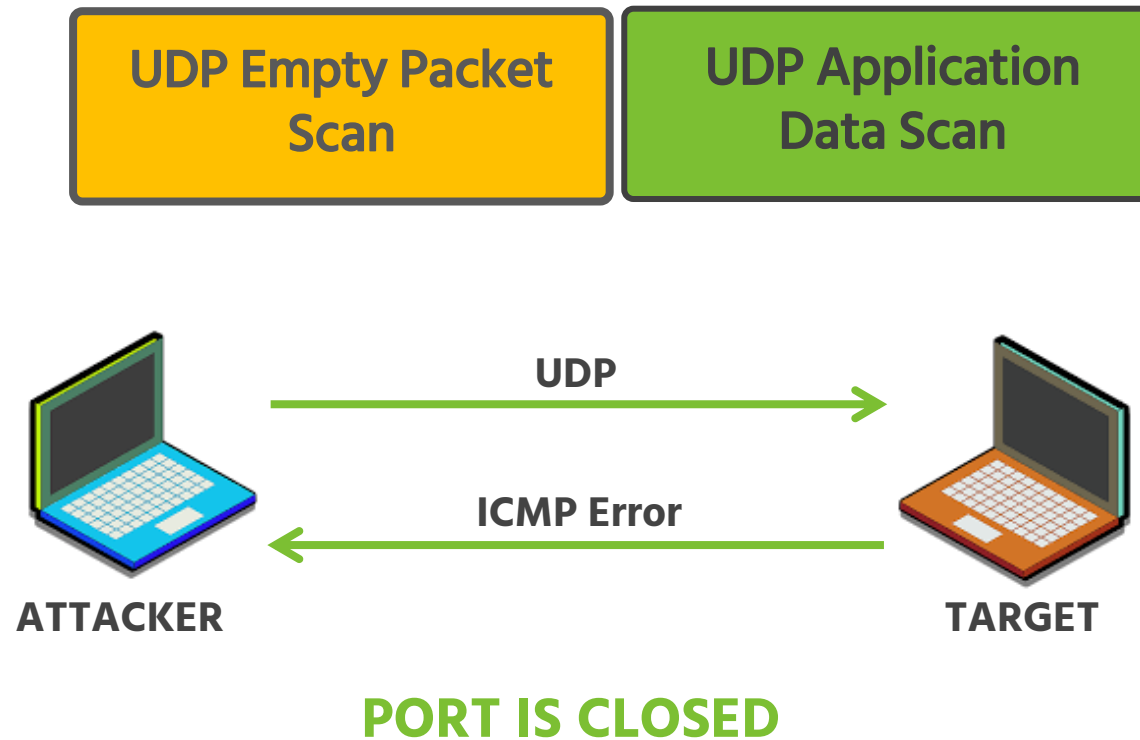 UDP Empty Packet
Scan
UDP Application
Data Scan
UDP
ICMP Error
ATTACKER
TARGET
PORT IS CLOSED